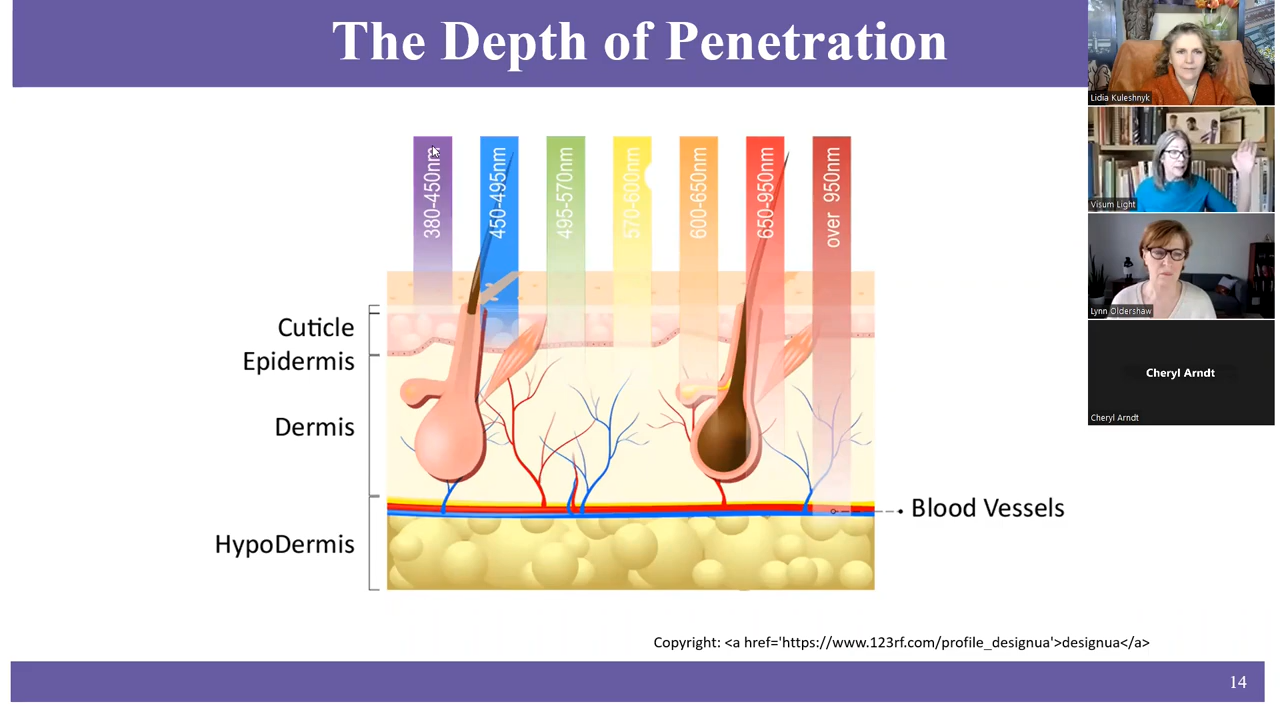 The Depth of Penetration
380-450nm
450-495nm
495-570nm
570-600nm
600-650nm
650-950nm
over 950nm
Cuticle
Epidermis
Dermis
HypoDermis
Blood Vessels
Copyright: <a href='https://www.123rf.com/profile_designua'>designua</a>
14
Lidia Kuleshnyk
Visum Light
Lynn Oldershaw
Cheryl Arndt
Cheryl Arndt